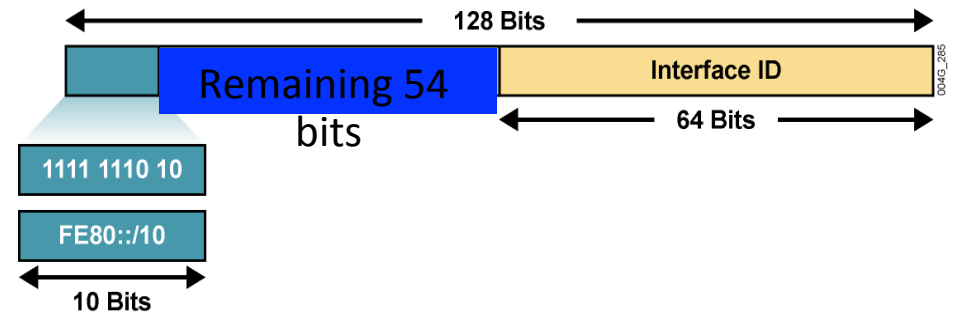 128 Bits
Remaining 54
bits
Interface ID
004G_285
64 Bits
1111 1110 10
FE80::/10
10 Bits